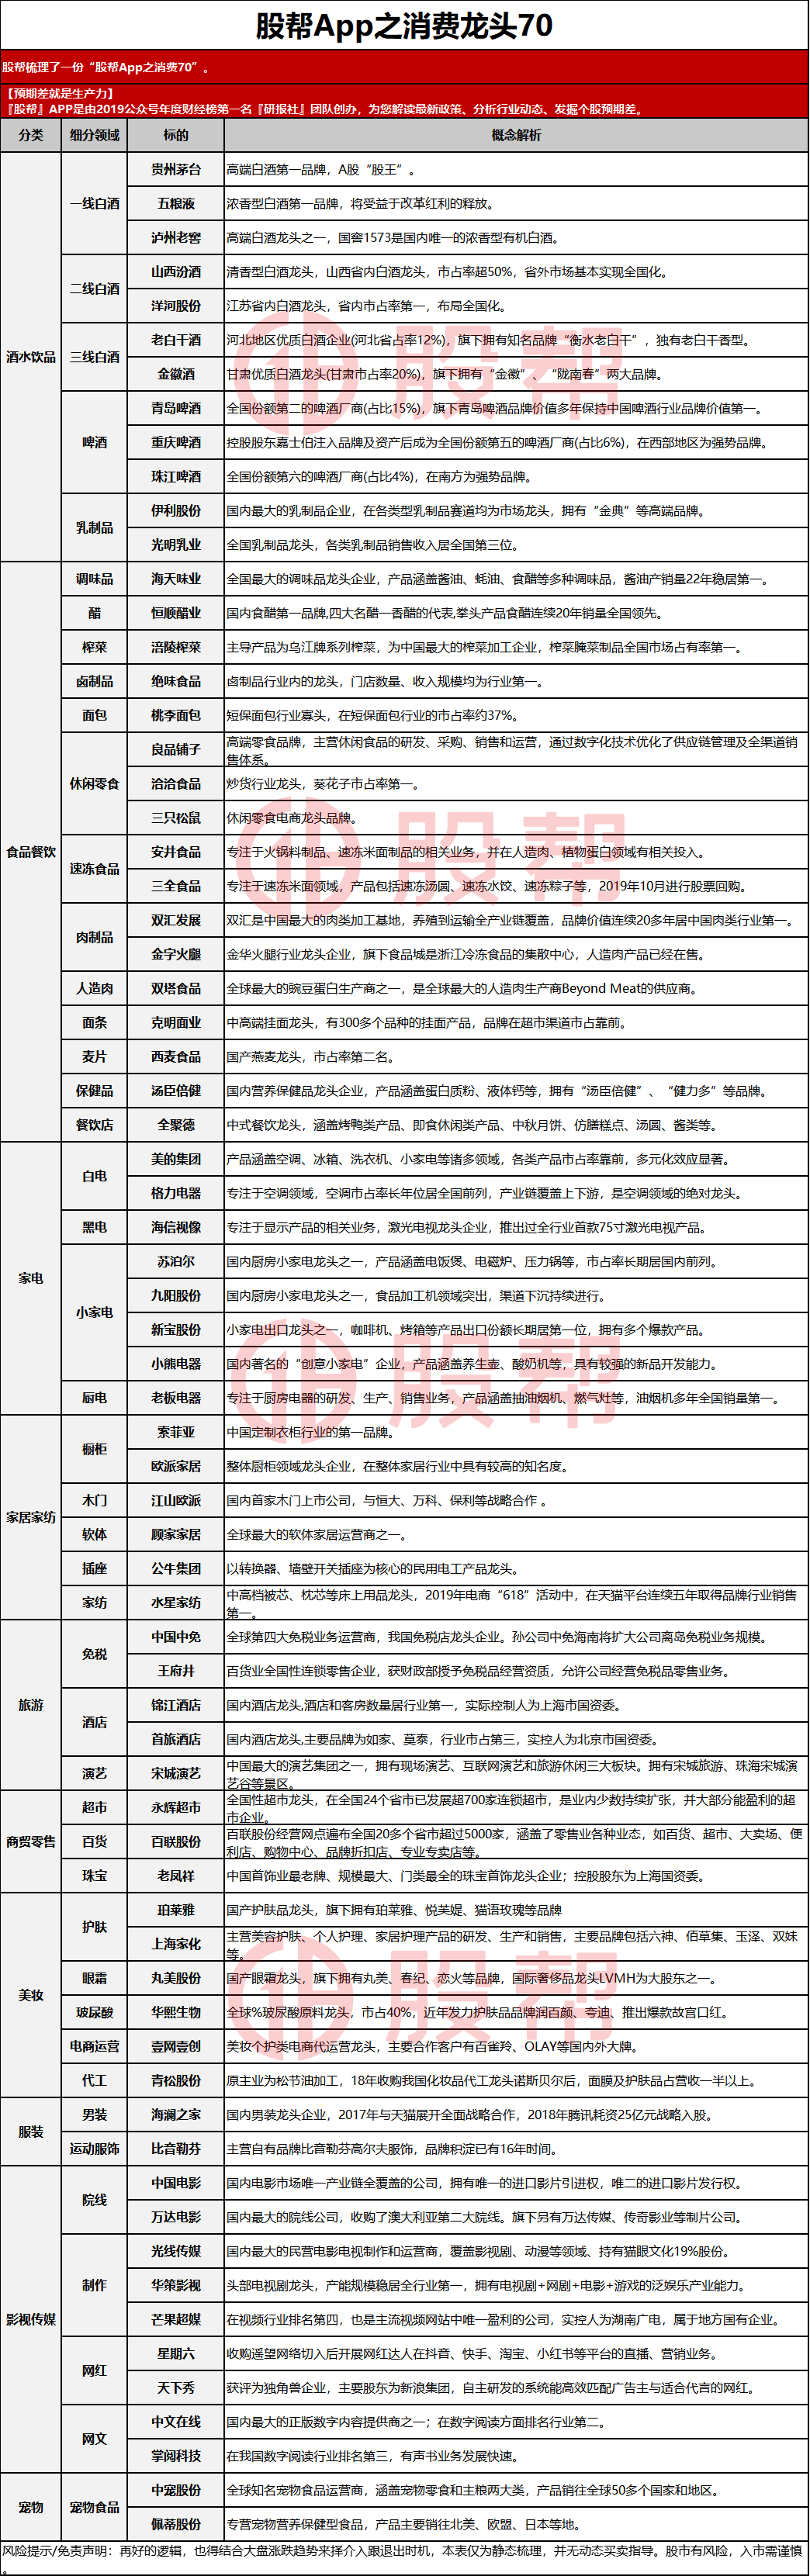 股帮App之消费龙头70
股帮梳理了一份“股帮App之消费70”。
【预期差就是生产力】
『股帮』APP是由2019公众号年度财经榜第一名『研报社』团队创办，为您解读最新政策、分析行业动态、发掘个股预期差。
分类 细分领域 标的 概念解析
酒水饮品 一线白酒 贵州茅台 高端白酒第一品牌，A股“股王”。
五粮液 浓香型白酒第一品牌，将受益于改革红利的释放。
泸州老窖 高端白酒龙头之一，国窖1573是国内唯一的浓香型有机白酒。
二线白酒 山西汾酒 清香型白酒龙头，山西省内白酒龙头，市占率超50%，省外市场基本实现全国化。
洋河股份 江苏省内白酒龙头，省内市占率第一，布局全国化。
三线白酒 老白干酒 河北地区优质白酒企业(河北省占率12%)，旗下拥有知名品牌“衡水老白干”，独有老白干香型。
金徽酒 甘肃优质白酒龙头(甘肃市占率20%)，旗下拥有“金徽”、“陇南春”两大品牌。
啤酒 青岛啤酒 全国份额第二的啤酒厂商(占比15%)，旗下青岛啤酒品牌价值多年保持中国啤酒行业品牌价值第一。
重庆啤酒 控股股东嘉士伯注入品牌及资产后成为全国份额第五的啤酒厂商(占比6%)，在西部地区为强势品牌。
珠江啤酒 全国份额第六的啤酒厂商(占比4%)，在南方为强势品牌。
乳制品 伊利股份 国内最大的乳制品企业，在各类型乳制品赛道均为市场龙头，拥有“金典”等高端品牌。
光明乳业 全国乳制品龙头，各类乳制品销售收入居全国第三位。
食品餐饮 调味品 海天味业 全国最大的调味品龙头企业，产品涵盖酱油、蚝油、食醋等多种调味品，酱油产销量22年稳居第一。
醋 恒顺醋业 国内食醋第一品牌,四大名醋—香醋的代表,拳头产品食醋连续20年销量全国领先。
榨菜 涪陵榨菜 主导产品为乌江牌系列榨菜，为中国最大的榨菜加工企业，榨菜腌菜制品全国市场占有率第一。
卤制品 绝味食品 卤制品行业内的龙头，门店数量、收入规模均为行业第一。
面包 桃李面包 短保面包行业寡头，在短保面包行业的市占率约37%。
休闲零食 良品铺子 高端零食品牌，主营休闲食品的研发、采购、销售和运营，通过数字化技术优化了供应链管理及全渠道销
售体系。
洽洽食品 炒货行业龙头，葵花子市占率第一。
三只松鼠 休闲零食电商龙头品牌。
速冻食品 安井食品 专注于火锅料制品、速冻米面制品的相关业务，并在人造肉、植物蛋白领域有相关投入。
三全食品 专注于速冻米面领域，产品包括速冻汤圆、速冻水饺、速冻粽子等，2019年10月进行股票回购。
肉制品 双汇发展 双汇是中国最大的肉类加工基地，养殖到运输全产业链覆盖，品牌价值连续20多年居中国肉类行业第一。
金字火腿 金华火腿行业龙头企业，旗下食品城是浙江冷冻食品的集散中心，人造肉产品已经在售。
人造肉 双塔食品 全球最大的豌豆蛋白生产商之一，是全球最大的人造肉生产商Beyond Meat的供应商。
面条 克明面业 中高端挂面龙头，有300多个品种的挂面产品，品牌在超市渠道市占靠前。
麦片 西麦食品 国产燕麦龙头，市占率第二名。
保健品 汤臣倍健 国内营养保健品龙头企业，产品涵盖蛋白质粉、液体钙等，拥有“汤臣倍健”、“健力多”等品牌。
餐饮店 全聚德 中式餐饮龙头，涵盖烤鸭类产品、即食休闲类产品、中秋月饼、仿膳糕点、汤圆、酱类等。
家电 白电 美的集团 产品涵盖空调、冰箱、洗衣机、小家电等诸多领域，各类产品市占率靠前，多元化效应显著。
格力电器 专注于空调领域，空调市占率长年位居全国前列，产业链覆盖上下游，是空调领域的绝对龙头。
黑电 海信视像 专注于显示产品的相关业务，激光电视龙头企业，推出过全行业首款75寸激光电视产品。
小家电 苏泊尔 国内厨房小家电龙头之一，产品涵盖电饭煲、电磁炉、压力锅等，市占率长期居国内前列。
九阳股份 国内厨房小家电龙头之一，食品加工机领域突出，渠道下沉持续进行。
新宝股份 小家电出口龙头之一，咖啡机、烤箱等产品出口份额长期居第一位，拥有多个爆款产品。
小熊电器 国内著名的“创意小家电”企业，产品涵盖养生壶、酸奶机等，具有较强的新品开发能力。
厨电 老板电器 专注于厨房电器的研发、生产、销售业务，产品涵盖抽油烟机、燃气灶等，油烟机多年全国销量第一。
家居家纺 橱柜 索菲亚 中国定制衣柜行业的第一品牌。
欧派家居 整体厨柜领域龙头企业，在整体家居行业中具有较高的知名度。
木门 江山欧派 国内首家木门上市公司，与恒大、万科、保利等战略合作 。
软体 顾家家居 全球最大的软体家居运营商之一。
插座 公牛集团 以转换器、墙壁开关插座为核心的民用电工产品龙头。
家纺 水星家纺 中高档被芯、枕芯等床上用品龙头，2019年电商“618”活动中，在天猫平台连续五年取得品牌行业销售
第一。
旅游 免税 中国中免 全球第四大免税业务运营商，我国免税店龙头企业。孙公司中免海南将扩大公司离岛免税业务规模。
王府井 百货业全国性连锁零售企业，获财政部授予免税品经营资质，允许公司经营免税品零售业务。
酒店 锦江酒店 国内酒店龙头,酒店和客房数量居行业第一，实际控制人为上海市国资委。
首旅酒店 国内酒店龙头,主要品牌为如家、莫泰，行业市占第三，实控人为北京市国资委。
演艺 宋城演艺 中国最大的演艺集团之一，拥有现场演艺、互联网演艺和旅游休闲三大板块。拥有宋城旅游、珠海宋城演
艺谷等景区。
商贸零售 超市 永辉超市 全国性超市龙头，在全国24个省市已发展超700家连锁超市，是业内少数持续扩张，并大部分能盈利的超
市企业。
百货 百联股份 百联股份经营网点遍布全国20多个省市超过5000家，涵盖了零售业各种业态，如百货、超市、大卖场、便
利店、购物中心、品牌折扣店、专业专卖店等。
珠宝 老凤祥 中国首饰业最老牌、规模最大、门类最全的珠宝首饰龙头企业；控股股东为上海国资委。
美妆 护肤 珀莱雅 国产护肤品龙头，旗下拥有珀莱雅、悦芙媞、猫语玫瑰等品牌
上海家化 主营美容护肤、个人护理、家居护理产品的研发、生产和销售，主要品牌包括六神、佰草集、玉泽、双妹
等。
眼霜 丸美股份 国产眼霜龙头，旗下拥有丸美、春纪、恋火等品牌，国际奢侈品龙头LVMH为大股东之一。
玻尿酸 华熙生物 全球%玻尿酸原料龙头，市占40%，近年发力护肤品品牌润百颜、夸迪、推出爆款故宫口红。
电商运营 壹网壹创 美妆个护类电商代运营龙头，主要合作客户有百雀羚、OLAY等国内外大牌。
代工 青松股份 原主业为松节油加工，18年收购我国化妆品代工龙头诺斯贝尔后，面膜及护肤品占营收一半以上。
服装 男装 海澜之家 国内男装龙头企业，2017年与天猫展开全面战略合作，2018年腾讯耗资25亿元战略入股。
运动服饰 比音勒芬 主营自有品牌比音勒芬高尔夫服饰，品牌积淀已有16年时间。
影视传媒 院线 中国电影 国内电影市场唯一产业链全覆盖的公司，拥有唯一的进口影片引进权，唯二的进口影片发行权。
万达电影 国内最大的院线公司，收购了澳大利亚第二大院线。旗下另有万达传媒、传奇影业等制片公司。
制作 光线传媒 国内最大的民营电影电视制作和运营商，覆盖影视剧、动漫等领域、持有猫眼文化19%股份。
华策影视 头部电视剧龙头，产能规模稳居全行业第一，拥有电视剧+网剧+电影+游戏的泛娱乐产业能力。
芒果超媒 在视频行业排名第四，也是主流视频网站中唯一盈利的公司，实控人为湖南广电，属于地方国有企业。
网红 星期六 收购遥望网络切入后开展网红达人在抖音、快手、淘宝、小红书等平台的直播、营销业务。
天下秀 获评为独角兽企业，主要股东为新浪集团，自主研发的系统能高效匹配广告主与适合代言的网红。
网文 中文在线 国内最大的正版数字内容提供商之一；在数字阅读方面排名行业第二。
掌阅科技 在我国数字阅读行业排名第三，有声书业务发展快速。
宠物 宠物食品 中宠股份 全球知名宠物食品运营商，涵盖宠物零食和主粮两大类，产品销往全球50多个国家和地区。
佩蒂股份 专营宠物营养保健型食品，产品主要销往北美、欧盟、日本等地。
风险提示/免责声明：再好的逻辑，也得结合大盘涨跌趋势来择介入跟退出时机，本表仅为静态梳理，并无动态买卖指导。股市有风险，入市需谨慎
。
股帮
股帮
股帮
股帮